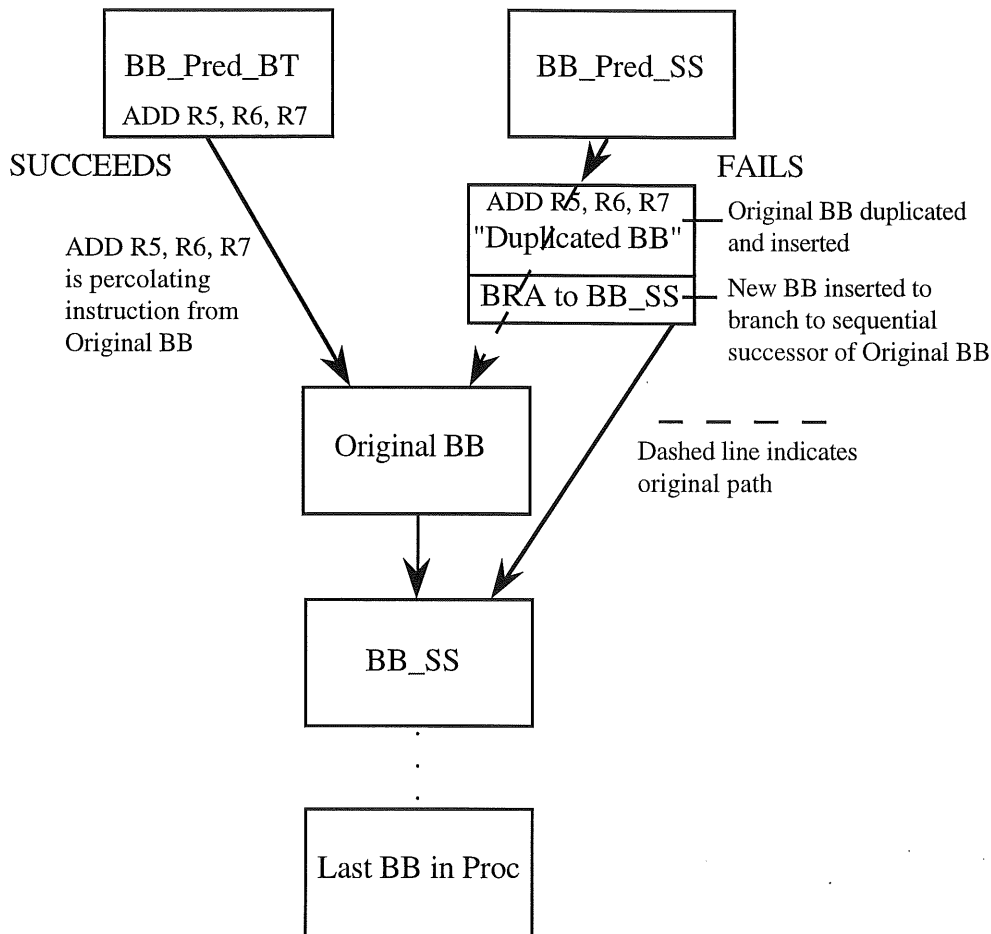 BB_Pred_BT
ADD R5, R6, R7
BB_Pred_SS
SUCCEEDS
FAILS
ADD R5, R6, R7
"Duplicated BB"
Original BB duplicated
and inserted
ADD R5, R6, R7
is percolating
instruction from
Original BB
BRA to BB_SS
New BB inserted to
branch to sequential
successor of Original BB
Original BB
Dashed line indicates
original path
BB_SS
Last BB in Proc